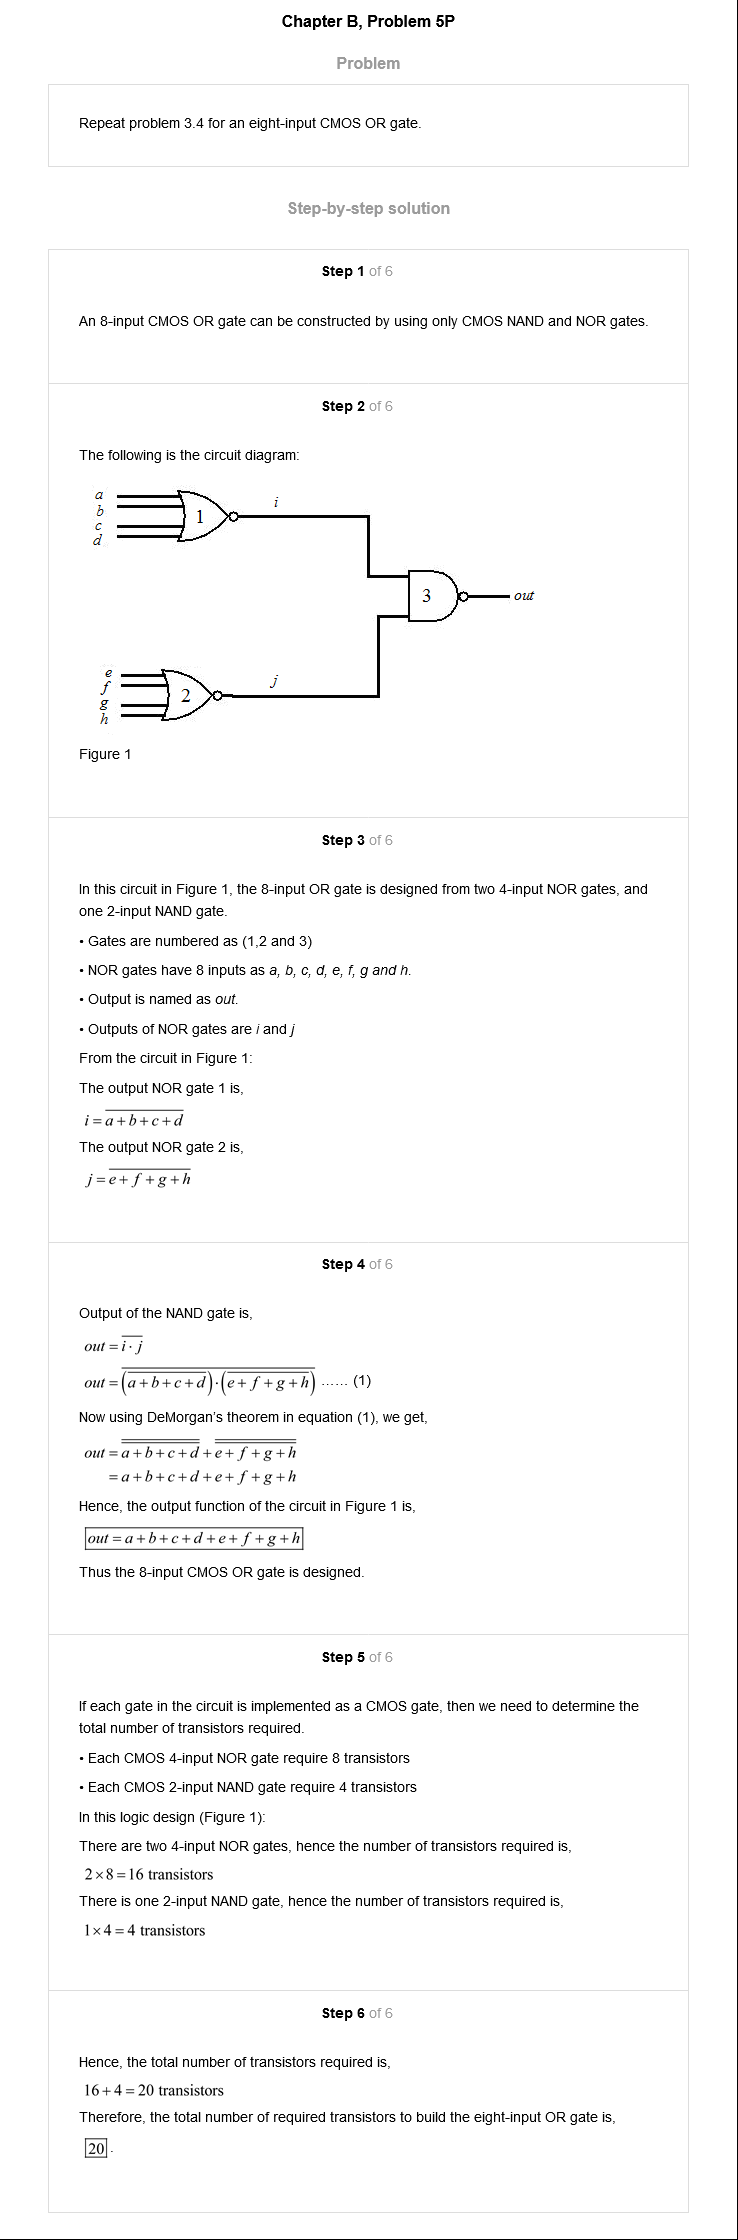 Chapter B, Problem 5P
Problem
Repeat problem 3.4 for an eight-input CMOS OR gate.
Step-by-step solution
Step 1 of 6
An 8-input CMOS OR gate can be constructed by using only CMOS NAND and NOR gates.
Step 2 of 6
The following is the circuit diagram:
a
b
c
d
1
i
3
out
e
f
g
h
2
j
Figure 1
Step 3 of 6
In this circuit in Figure 1, the 8-input OR gate is designed from two 4-input NOR gates, and
one 2-input NAND gate.
• Gates are numbered as (1,2 and 3)
• NOR gates have 8 inputs as a, b, c, d, e, f, g and h.
• Output is named as out.
• Outputs of NOR gates are i and j
From the circuit in Figure 1:
The output NOR gate 1 is,
i = \overline{a+b+c+d}
The output NOR gate 2 is,
j = \overline{e+f+g+h}
Step 4 of 6
Output of the NAND gate is,
out = \overline{i · j}
out = \overline{(\overline{a+b+c+d})·(\overline{e+f+g+h})} ...... (1)
Now using DeMorgan's theorem in equation (1), we get,
out = \overline{\overline{a+b+c+d}} + \overline{\overline{e+f+g+h}}
= a+b+c+d+e+f+g+h
Hence, the output function of the circuit in Figure 1 is,
out = a+b+c+d+e+f+g+h
Thus the 8-input CMOS OR gate is designed.
Step 5 of 6
If each gate in the circuit is implemented as a CMOS gate, then we need to determine the
total number of transistors required.
• Each CMOS 4-input NOR gate require 8 transistors
• Each CMOS 2-input NAND gate require 4 transistors
In this logic design (Figure 1):
There are two 4-input NOR gates, hence the number of transistors required is,
2×8=16 transistors
There is one 2-input NAND gate, hence the number of transistors required is,
1×4=4 transistors
Step 6 of 6
Hence, the total number of transistors required is,
16+4=20 transistors
Therefore, the total number of required transistors to build the eight-input OR gate is,
20.